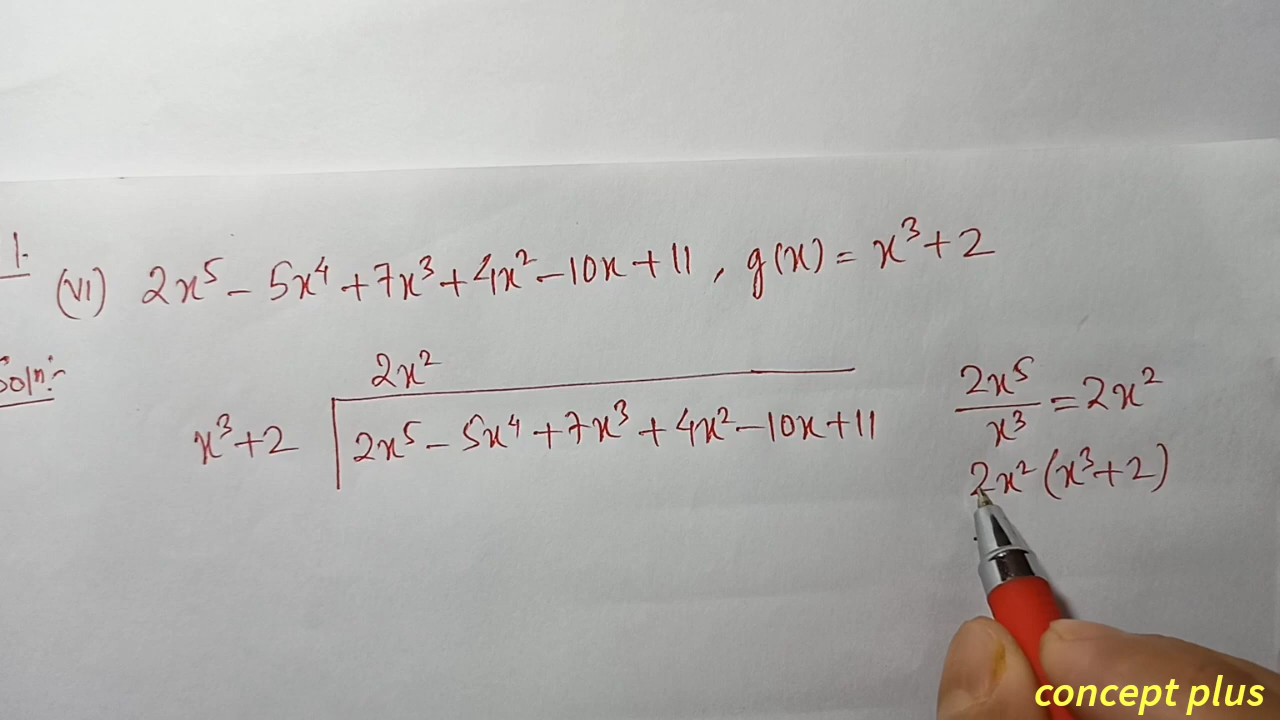 1.
(VI) 2x⁵ - 5x⁴ + 7x³ + 4x² - 10x + 11 , g(x) = x³ + 2
Soln:-
2x²
x³+2 2x⁵ - 5x⁴ + 7x³ + 4x² - 10x + 11
2x⁵/x³ = 2x²
2x² (x³+2)
concept plus